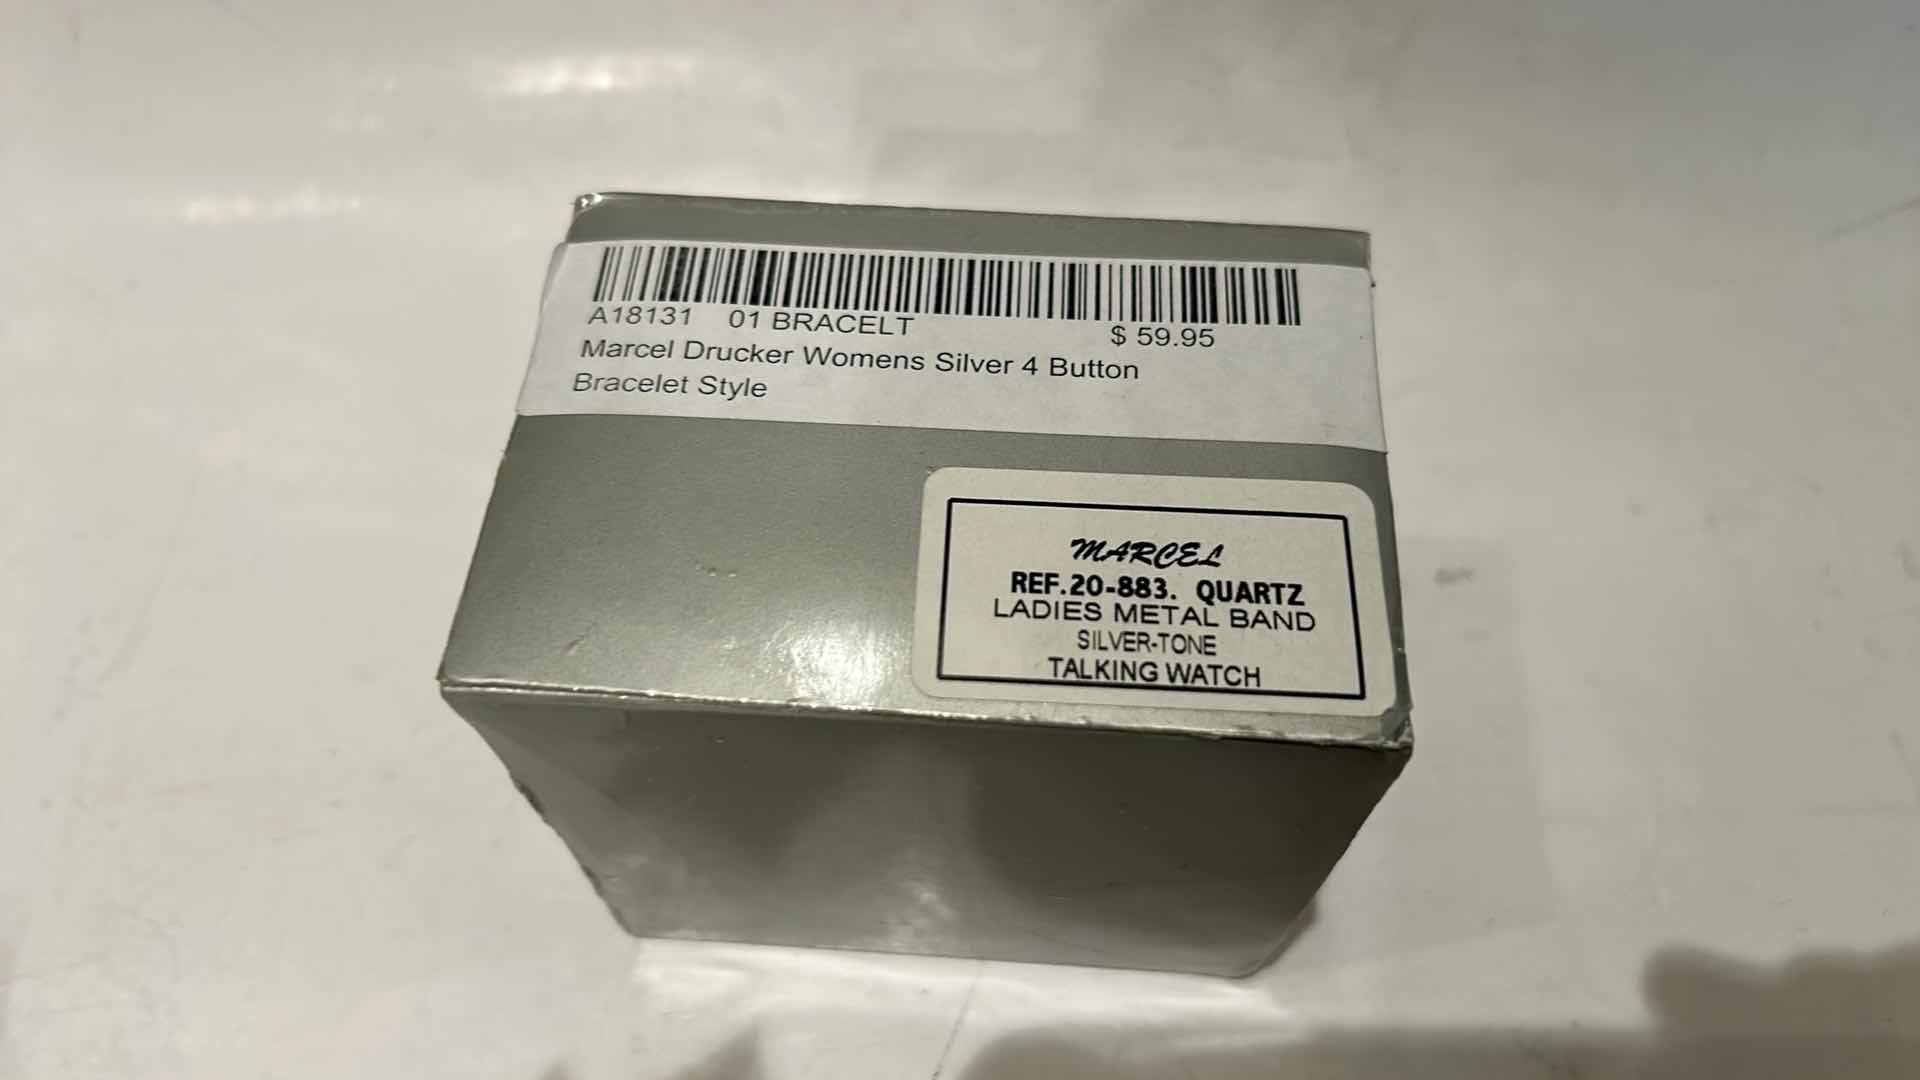 A18131 01 BRACELT $ 59.95
Marcel Drucker Womens Silver 4 Button
Bracelet Style
MARCEL
REF.20-883. QUARTZ
LADIES METAL BAND
SILVER-TONE
TALKING WATCH